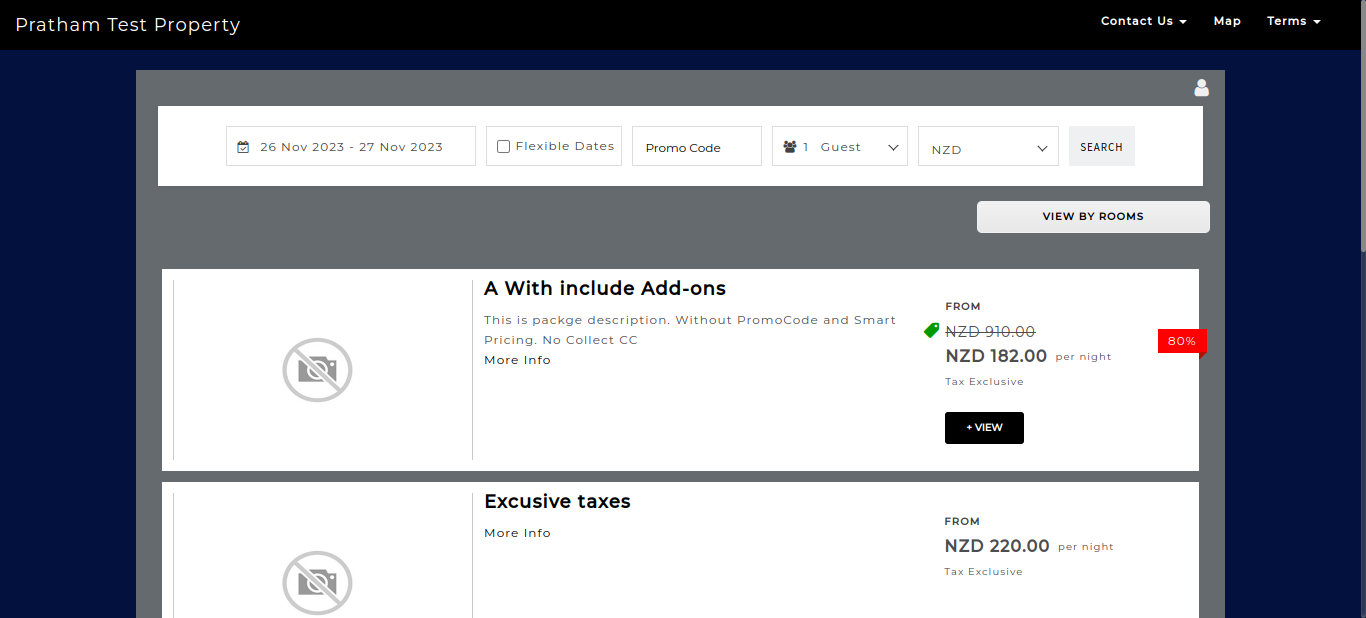 Pratham Test Property
Contact Us
Map
Terms
26 Nov 2023 - 27 Nov 2023
Flexible Dates
Promo Code
1 Guest
NZD
SEARCH
VIEW BY ROOMS
A With include Add-ons
This is packge description. Without PromoCode and Smart
Pricing. No Collect CC
More Info
FROM
NZD 910.00
NZD 182.00 per night
Tax Exclusive
80%
+ VIEW
Excusive taxes
More Info
FROM
NZD 220.00 per night
Tax Exclusive